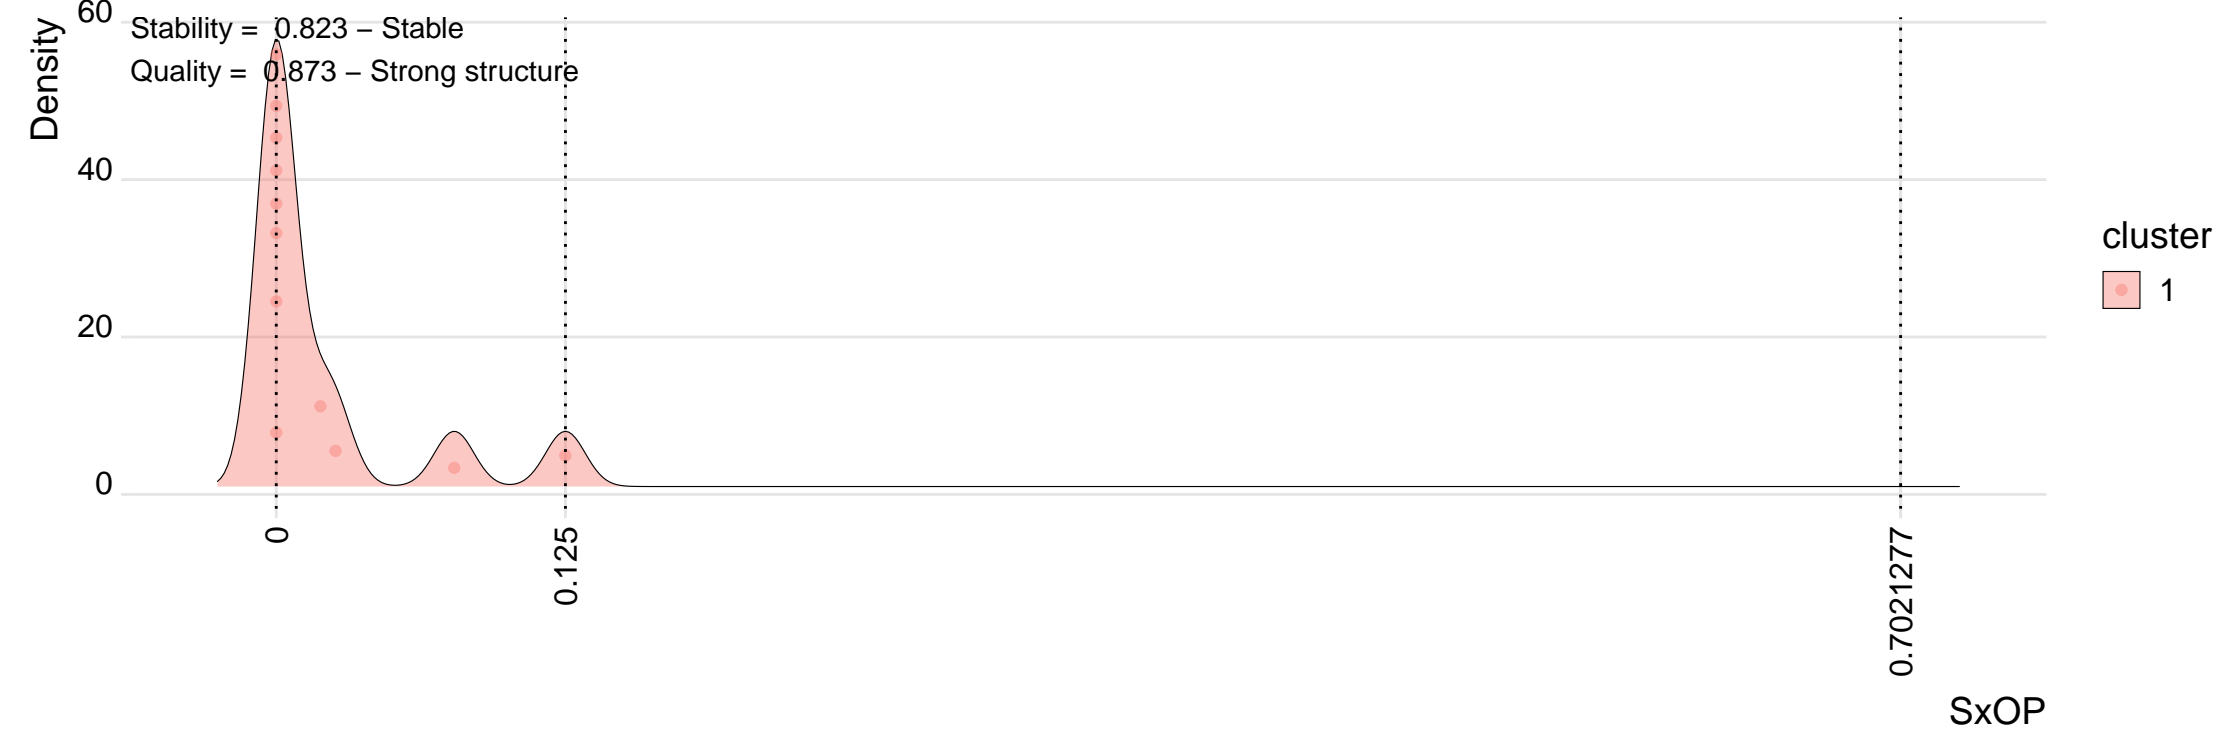 Density
60
40
20
0
Stability =  0.823 – Stable
Quality =  0.873 – Strong structure
0
0.125
0.7021277
SxOP
cluster
1